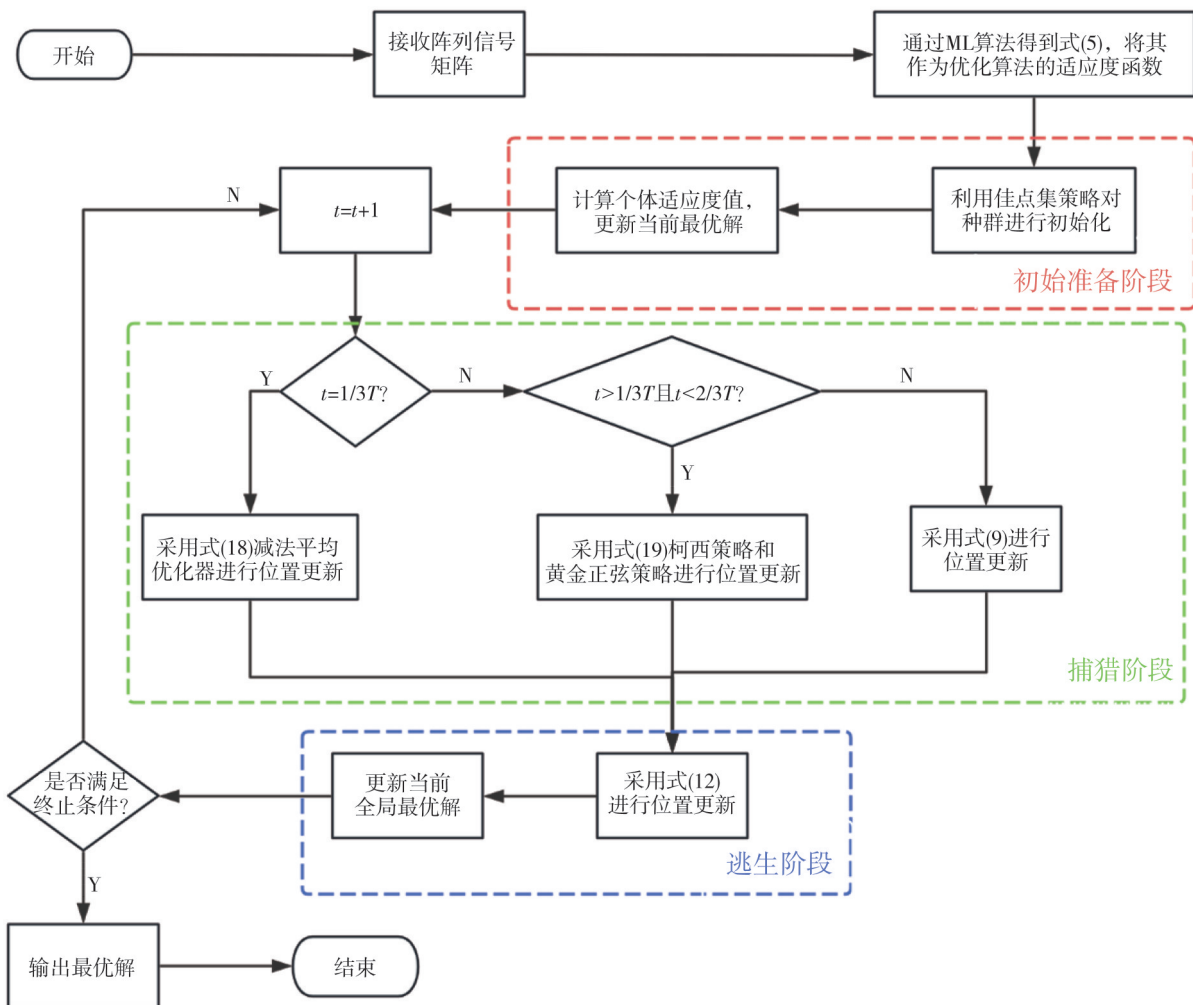 开始
接收阵列信号
矩阵
通过ML算法得到式(5)，将其
作为优化算法的适应度函数
N
t=t+1
计算个体适应度值，
更新当前最优解
利用佳点集策略对
种群进行初始化
初始准备阶段
Y
t=1/3T?
N
t>1/3T且t<2/3T?
N
Y
采用式(18)减法平均
优化器进行位置更新
采用式(19)柯西策略和
黄金正弦策略进行位置更新
采用式(9)进行
位置更新
捕猎阶段
是否满足
终止条件？
更新当前
全局最优解
采用式(12)
进行位置更新
逃生阶段
Y
输出最优解
结束